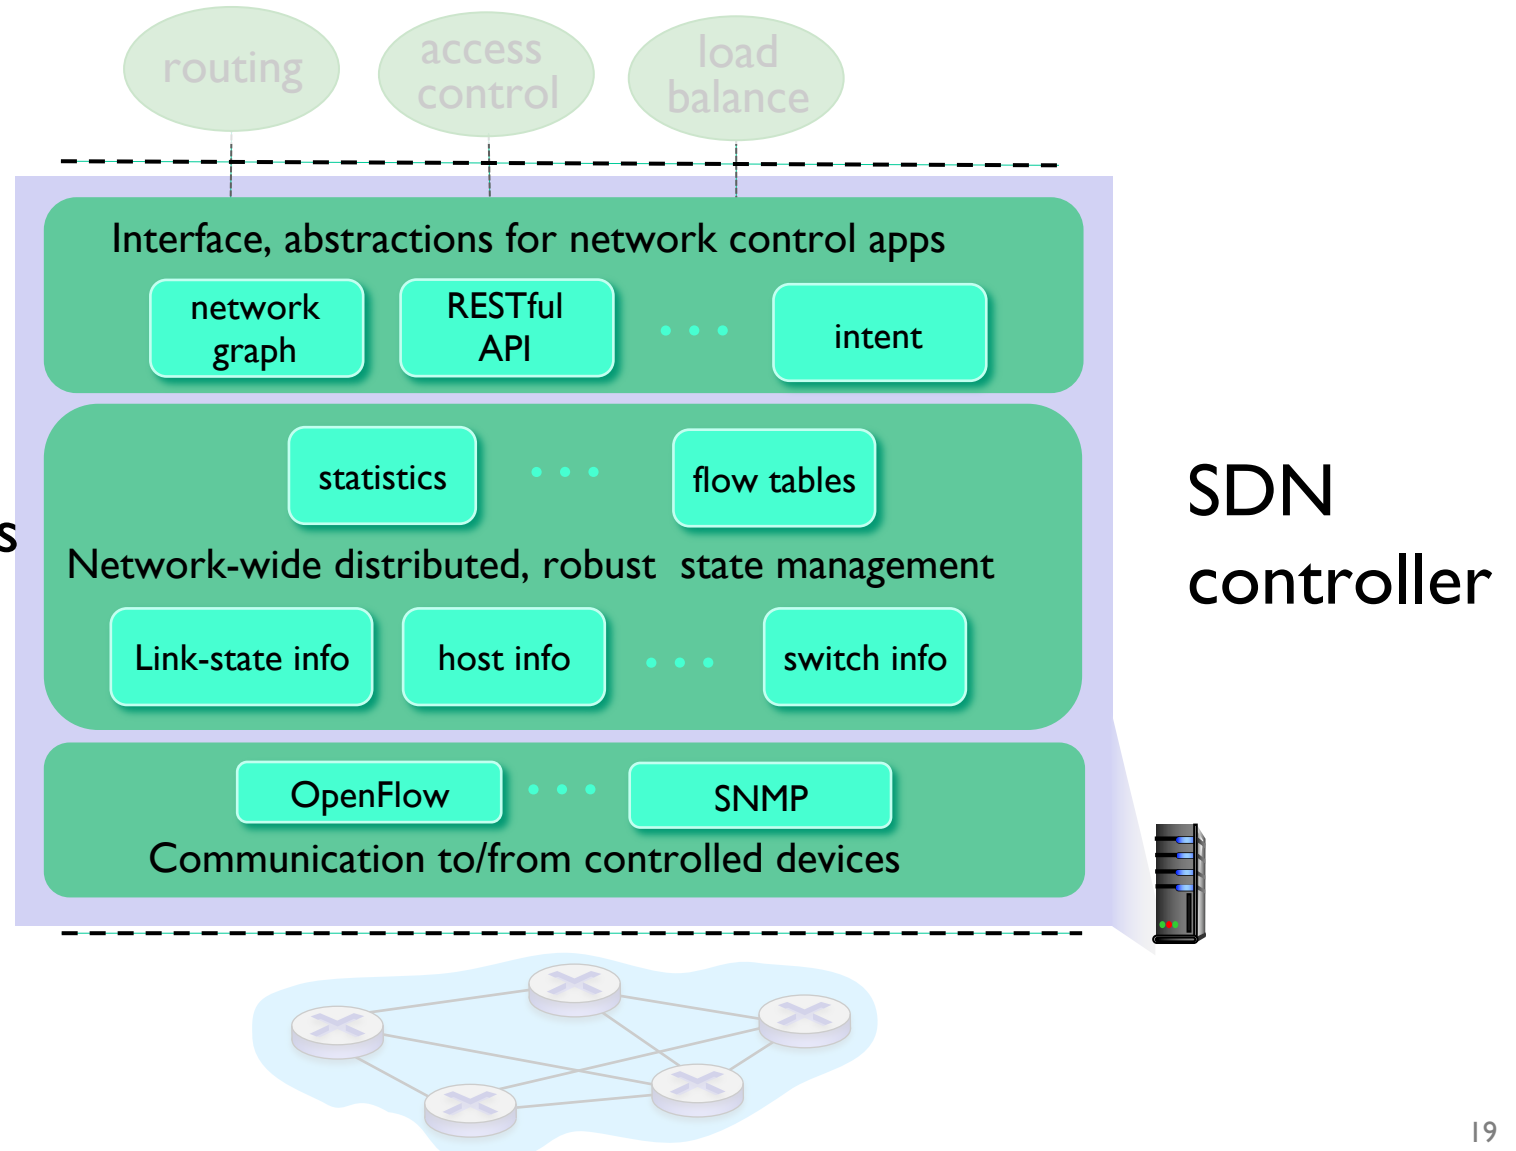 routing
access
control
load
balance
Interface, abstractions for network control apps
network
graph
RESTful
API
intent
statistics
flow tables
s
Network-wide distributed, robust  state management
Link-state info
host info
switch info
OpenFlow
SNMP
Communication to/from controlled devices
SDN
controller
19